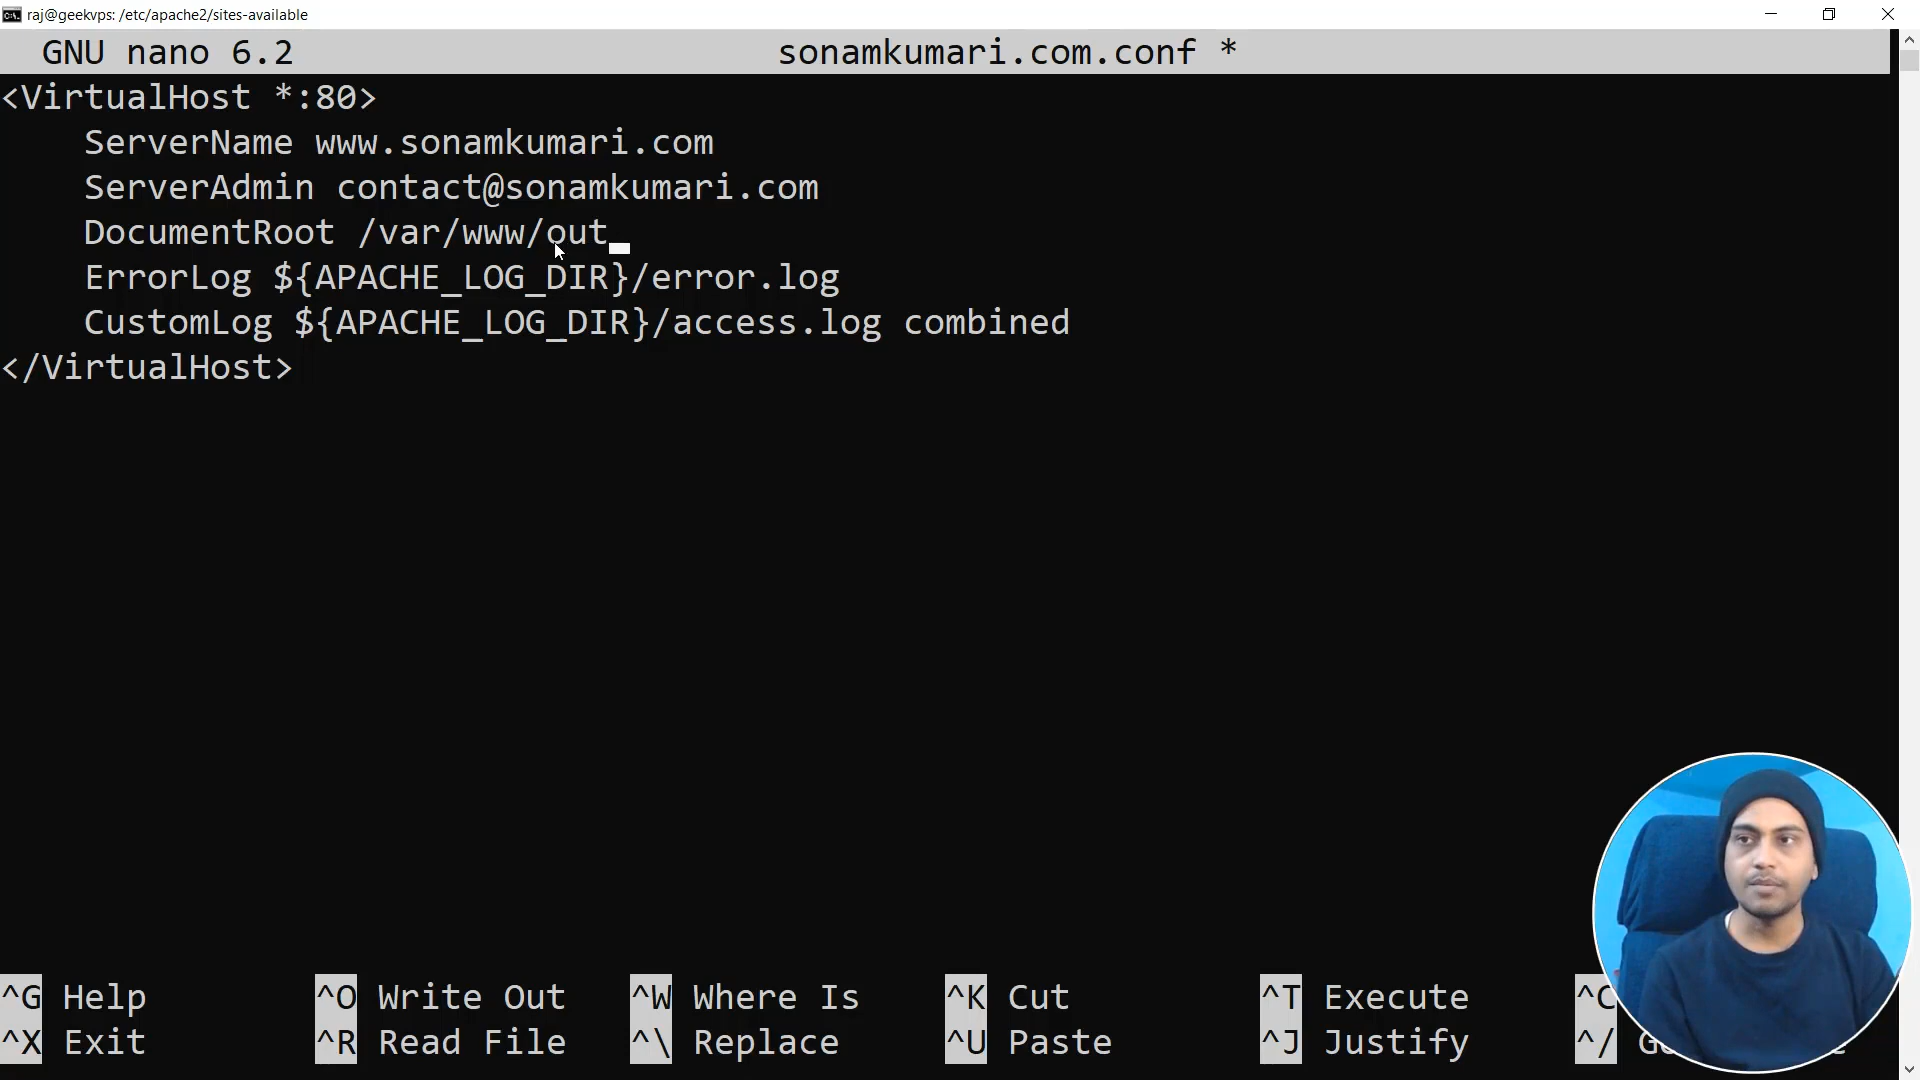 raj@geekvps: /etc/apache2/sites-available
GNU nano 6.2 sonamkumari.com.conf *
<VirtualHost *:80>
ServerName www.sonamkumari.com
ServerAdmin contact@sonamkumari.com
DocumentRoot /var/www/out
ErrorLog ${APACHE_LOG_DIR}/error.log
CustomLog ${APACHE_LOG_DIR}/access.log combined
</VirtualHost>
^G Help ^O Write Out ^W Where Is ^K Cut ^T Execute ^C
^X Exit ^R Read File ^\ Replace ^U Paste ^J Justify ^/